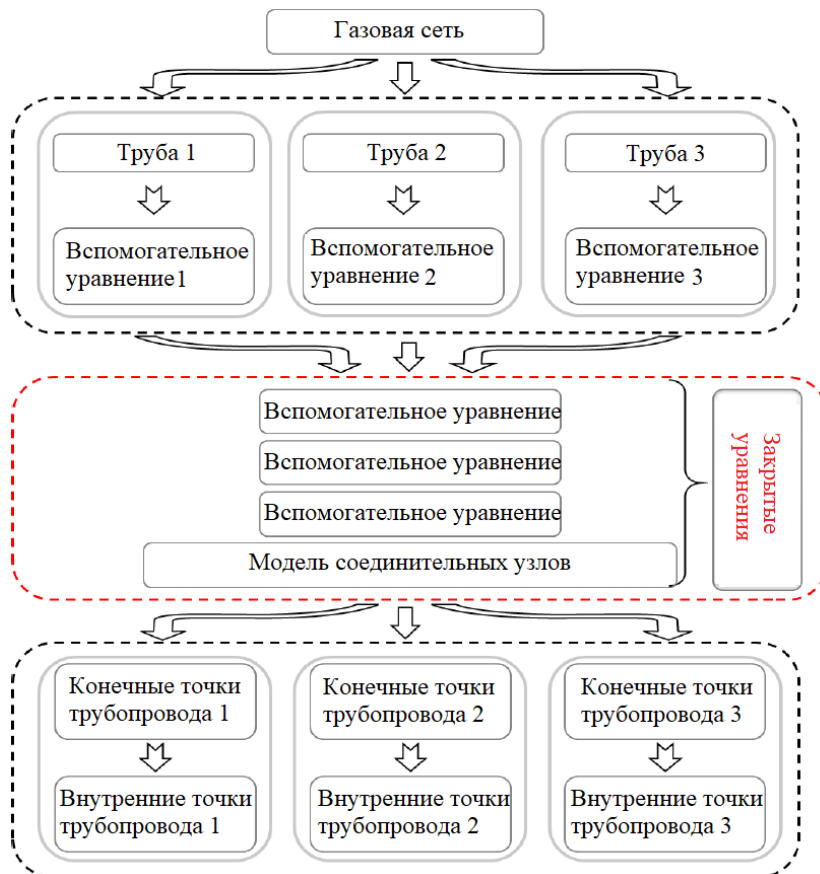 Газовая сеть
Труба 1
Труба 2
Труба 3
Вспомогательное
уравнение1
Вспомогательное
уравнение 2
Вспомогательное
уравнение 3
Вспомогательное уравнение
Вспомогательное уравнение
Вспомогательное уравнение
Модель соединительных узлов
Закрытые
уравнения
Конечные точки
трубопровода 1
Конечные точки
трубопровода 2
Конечные точки
трубопровода 3
Внутренние точки
трубопровода 1
Внутренние точки
трубопровода 2
Внутренние точки
трубопровода 3